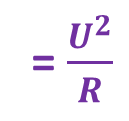 = U²/R